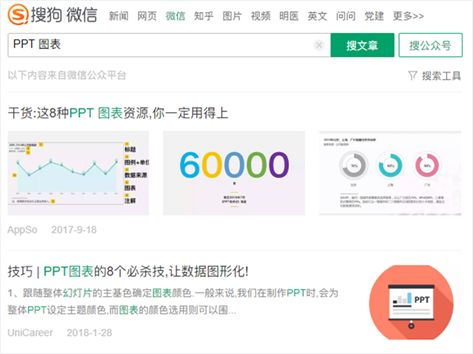 搜狗 微信 新闻 网页 微信 知乎 图片 视频 明医 英文 问问 党建 更多>>
PPT 图表 搜文章 搜公众号
以下内容来自微信公众平台 搜索工具
干货:这8种PPT 图表资源,你一定用得上
标题
图例+单位
数据来源
图表
注解
60000
AppSo 2017-9-18
技巧 | PPT图表的8个必杀技,让数据图形化!
1、跟随整体幻灯片的主基色确定图表颜色.一般来说,我们在制作PPT时,会为
整体PPT设定主题颜色,而图表的颜色选用则可以围...
PPT
UniCareer 2018-1-28